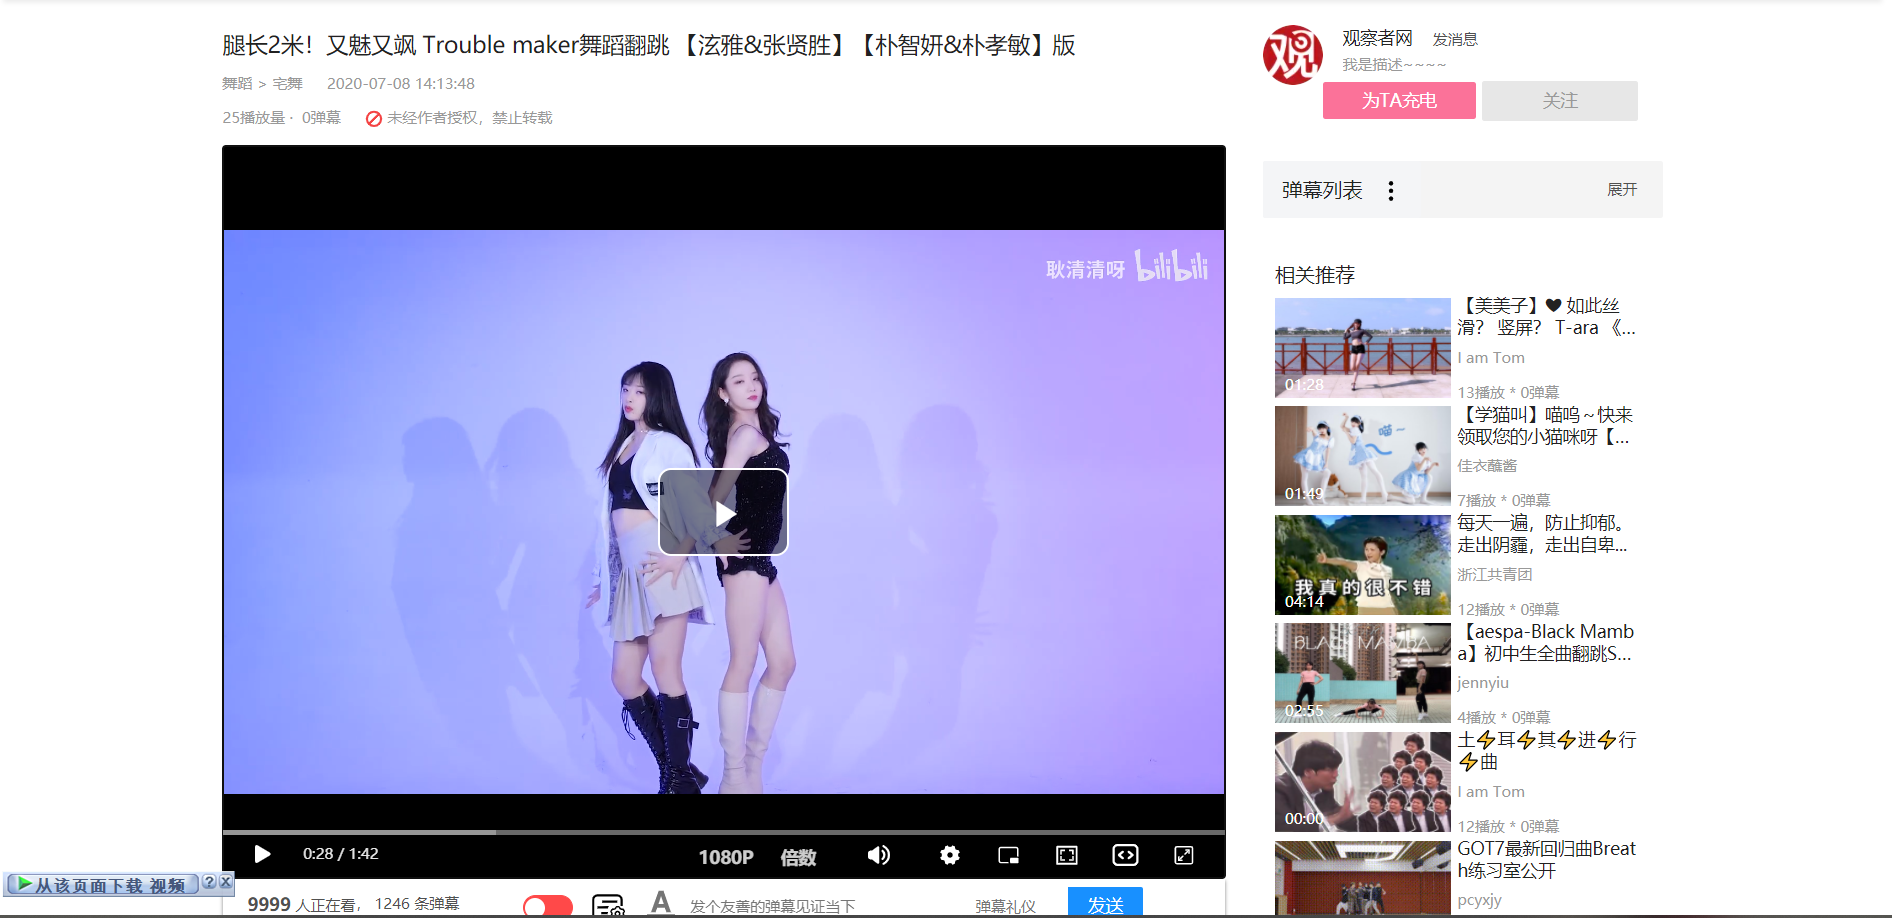 腿长2米！又魅又飒 Trouble maker舞蹈翻跳 【泫雅&张贤胜】【朴智妍&朴孝敏】版
舞蹈 > 宅舞 2020-07-08 14:13:48
25播放量 · 0弹幕 未经作者授权，禁止转载
耿清清呀 bilibili
0:28 / 1:42
1080P 倍数
从该页面下载 视频 ? X
9999 人正在看， 1246 条弹幕
A 发个友善的弹幕见证当下 弹幕礼仪 发送
观
观察者网 发消息
我是描述~~~~
为TA充电 关注
弹幕列表 展开
相关推荐
01:28
【美美子】❤ 如此丝
滑？ 竖屏？ T-ara 《...
I am Tom
13播放 * 0弹幕
喵~
01:49
【学猫叫】喵呜～快来
领取您的小猫咪呀【...
佳衣蘸酱
7播放 * 0弹幕
我真的很不错
04:14
每天一遍，防止抑郁。
走出阴霾，走出自卑...
浙江共青团
12播放 * 0弹幕
BLACK MAMBA
02:55
【aespa-Black Mamb
a】初中生全曲翻跳S...
jennyiu
4播放 * 0弹幕
00:00
土⚡耳⚡其⚡进⚡行
⚡曲
I am Tom
12播放 * 0弹幕
GOT7最新回归曲Breat
h练习室公开
pcyxjy